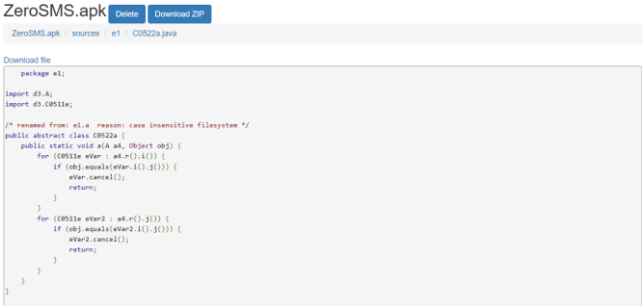 ZeroSMS.apk Delete Download ZIP
ZeroSMS.apk / sources / e1 / C0522a.java
Download file
package e1;
import d3.A;
import d3.C0511e;
/* renamed from: e1.a  reason: case insensitive filesystem */
public abstract class C0522a {
    public static void a(A a4, Object obj) {
        for (C0511e eVar : a4.r().i()) {
            if (obj.equals(eVar.i().j())) {
                eVar.cancel();
                return;
            }
        }
        for (C0511e eVar2 : a4.r().j()) {
            if (obj.equals(eVar2.i().j())) {
                eVar2.cancel();
                return;
            }
        }
    }
}